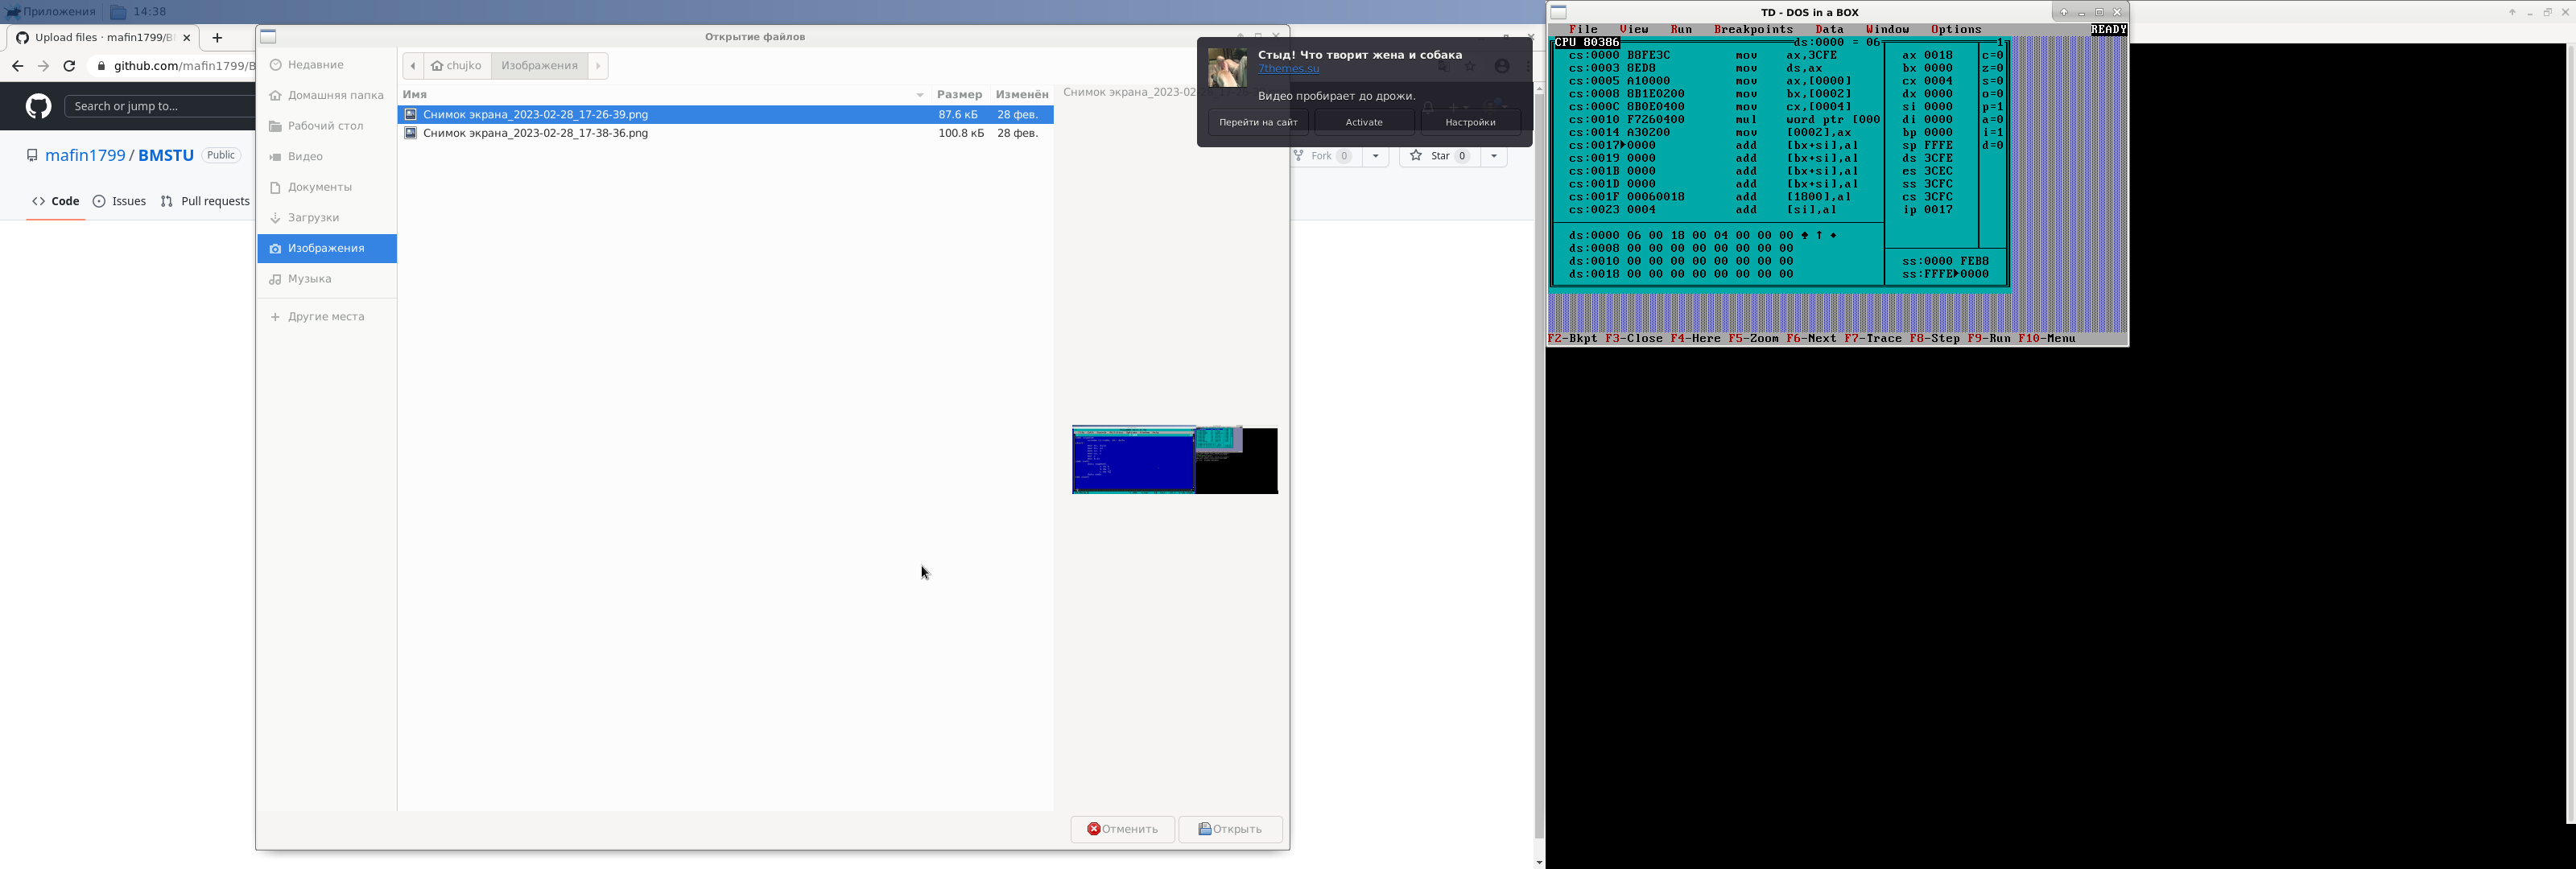 Приложения 14:38
Upload files · mafin1799/B
github.com/mafin1799/B
Search or jump to...
mafin1799 / BMSTU Public
Code Issues Pull requests
Fork 0 Star 0
Открытие файлов
Недавние
Домашняя папка
Рабочий стол
Видео
Документы
Загрузки
Изображения
Музыка
Другие места
chujko Изображения
Имя Размер Изменён
Снимок экрана_2023-02-28_17-26-39.png 87.6 кБ 28 фев.
Снимок экрана_2023-02-28_17-38-36.png 100.8 кБ 28 фев.
Снимок экрана_2023-02
Отменить Открыть
Стыд! Что творит жена и собака
7themes.su
Видео пробирает до дрожи.
Перейти на сайт Activate Настройки
TD - DOS in a BOX
File View Run Breakpoints Data Window Options READY
CPU 80386 ds:0000 = 06 1
cs:0000 B8FE3C mov ax,3CFE ax 0018 c=0
cs:0003 8ED8 mov ds,ax bx 0000 z=0
cs:0005 A10000 mov ax,[0000] cx 0004 s=0
cs:0008 8B1E0200 mov bx,[0002] dx 0000 o=0
cs:000C 8B0E0400 mov cx,[0004] si 0000 p=1
cs:0010 F7260400 mul word ptr [000 di 0000 a=0
cs:0014 A30200 mov [0002],ax bp 0000 i=1
cs:0017►0000 add [bx+si],al sp FFFE d=0
cs:0019 0000 add [bx+si],al ds 3CFE
cs:001B 0000 add [bx+si],al es 3CEC
cs:001D 0000 add [bx+si],al ss 3CFC
cs:001F 00060018 add [1800],al cs 3CFC
cs:0023 0004 add [si],al ip 0017
ds:0000 06 00 18 00 04 00 00 00 ♠ ↑ ♦
ds:0008 00 00 00 00 00 00 00 00
ds:0010 00 00 00 00 00 00 00 00 ss:0000 FEB8
ds:0018 00 00 00 00 00 00 00 00 ss:FFFE►0000
F2-Bkpt F3-Close F4-Here F5-Zoom F6-Next F7-Trace F8-Step F9-Run F10-Menu